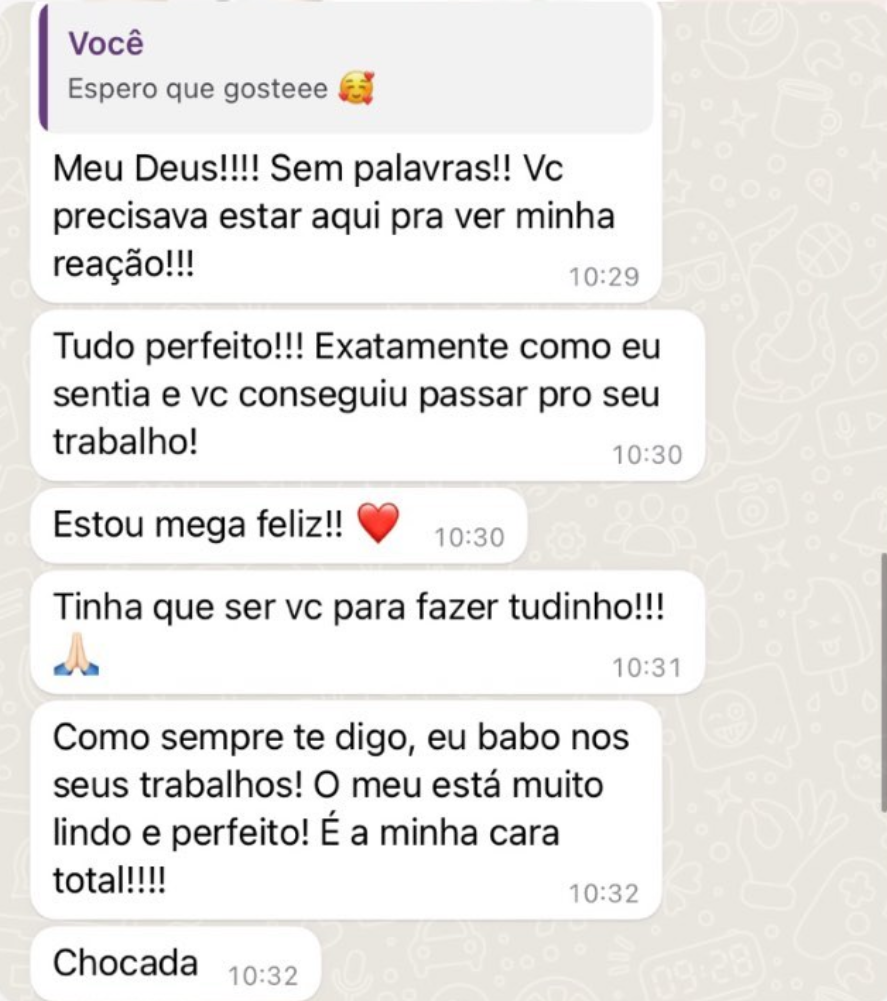 Você
Espero que gosteee 🥰
Meu Deus!!!! Sem palavras!! Vc
precisava estar aqui pra ver minha
reação!!!
10:29
Tudo perfeito!!! Exatamente como eu
sentia e vc conseguiu passar pro seu
trabalho!
10:30
Estou mega feliz!! ❤️ 10:30
Tinha que ser vc para fazer tudinho!!!
🙏🏻 10:31
Como sempre te digo, eu babo nos
seus trabalhos! O meu está muito
lindo e perfeito! É a minha cara
total!!!!
10:32
Chocada 10:32
09:28